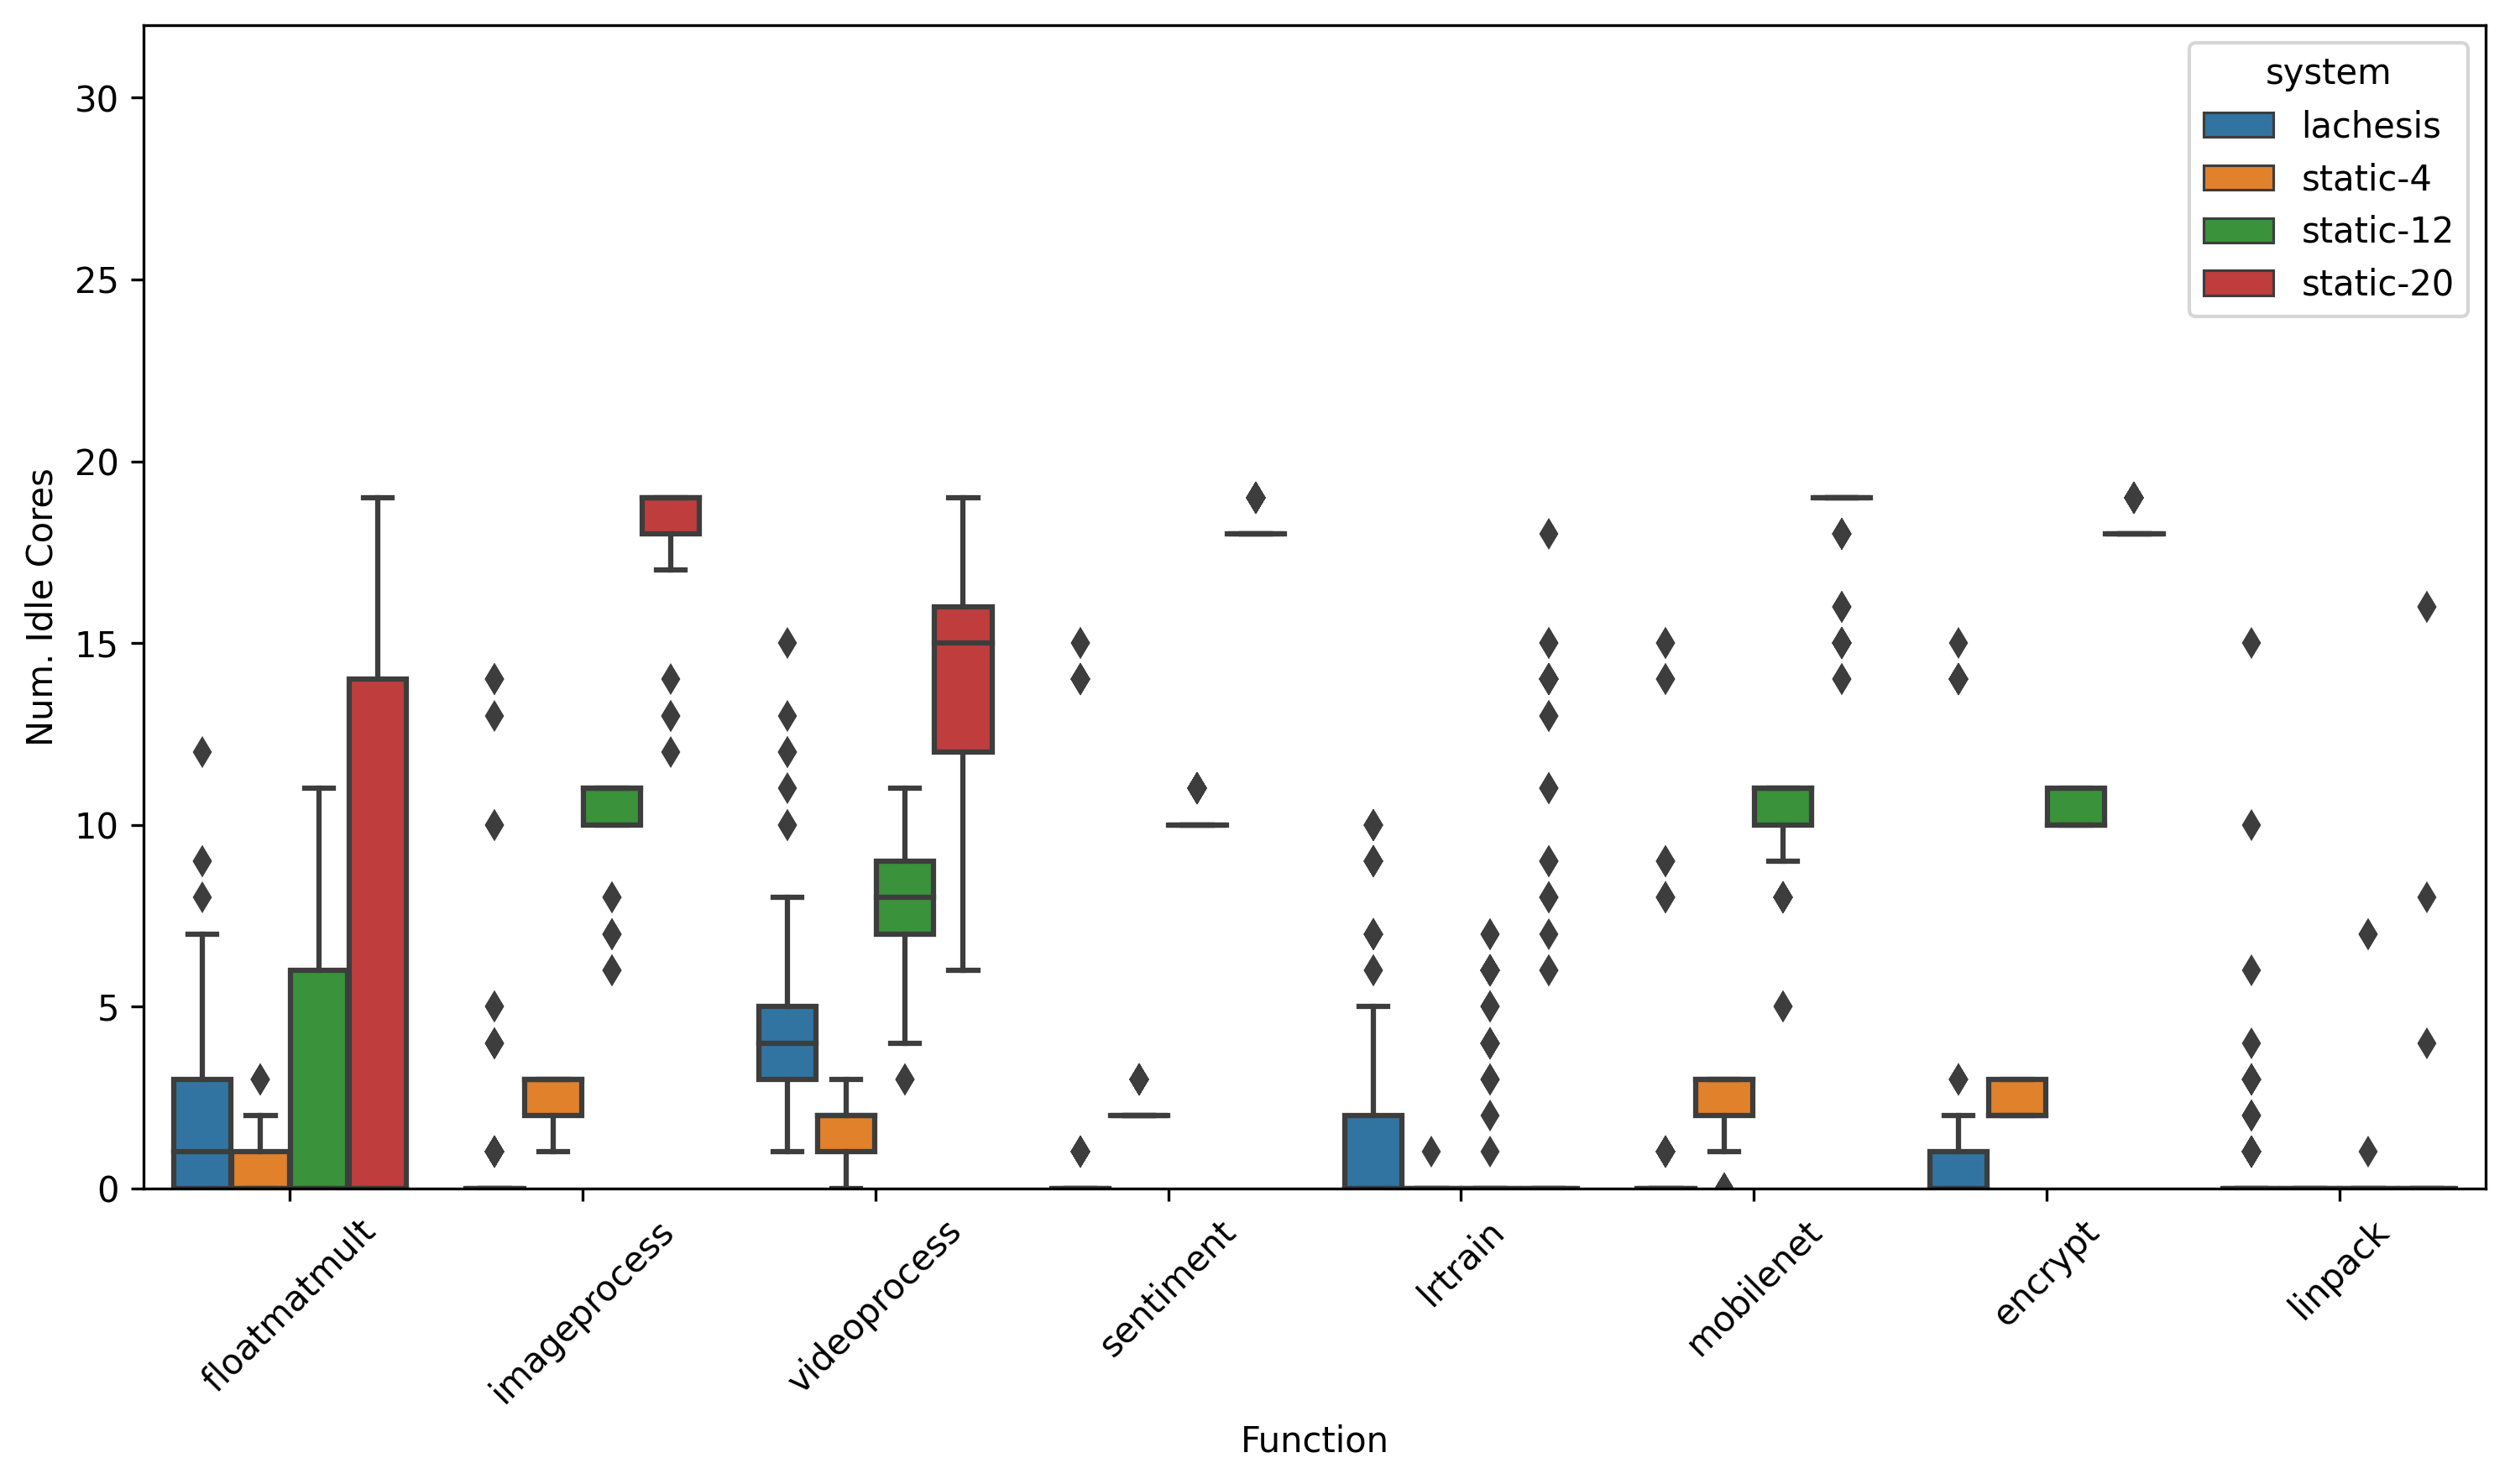 system
lachesis
static-4
static-12
static-20
Num. Idle Cores
30
25
20
15
10
5
0
floatmatmult
imageprocess
videoprocess
sentiment
lrtrain
mobilenet
encrypt
linpack
Function